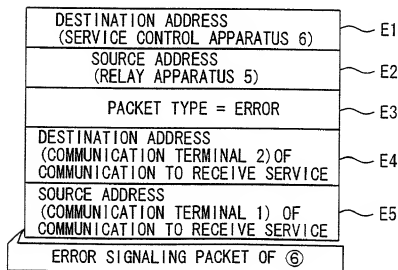 DESTINATION ADDRESS
(SERVICE CONTROL APPARATUS 6)
E1
SOURCE ADDRESS
(RELAY APPARATUS 5)
E2
PACKET TYPE = ERROR
E3
DESTINATION ADDRESS
(COMMUNICATION TERMINAL 2)OF
COMMUNICATION TO RECEIVE SERVICE
E4
SOURCE ADDRESS
(COMMUNICATION TERMINAL 1) OF
COMMUNICATION TO RECEIVE SERVICE
E5
ERROR SIGNALING PACKET OF ⑥